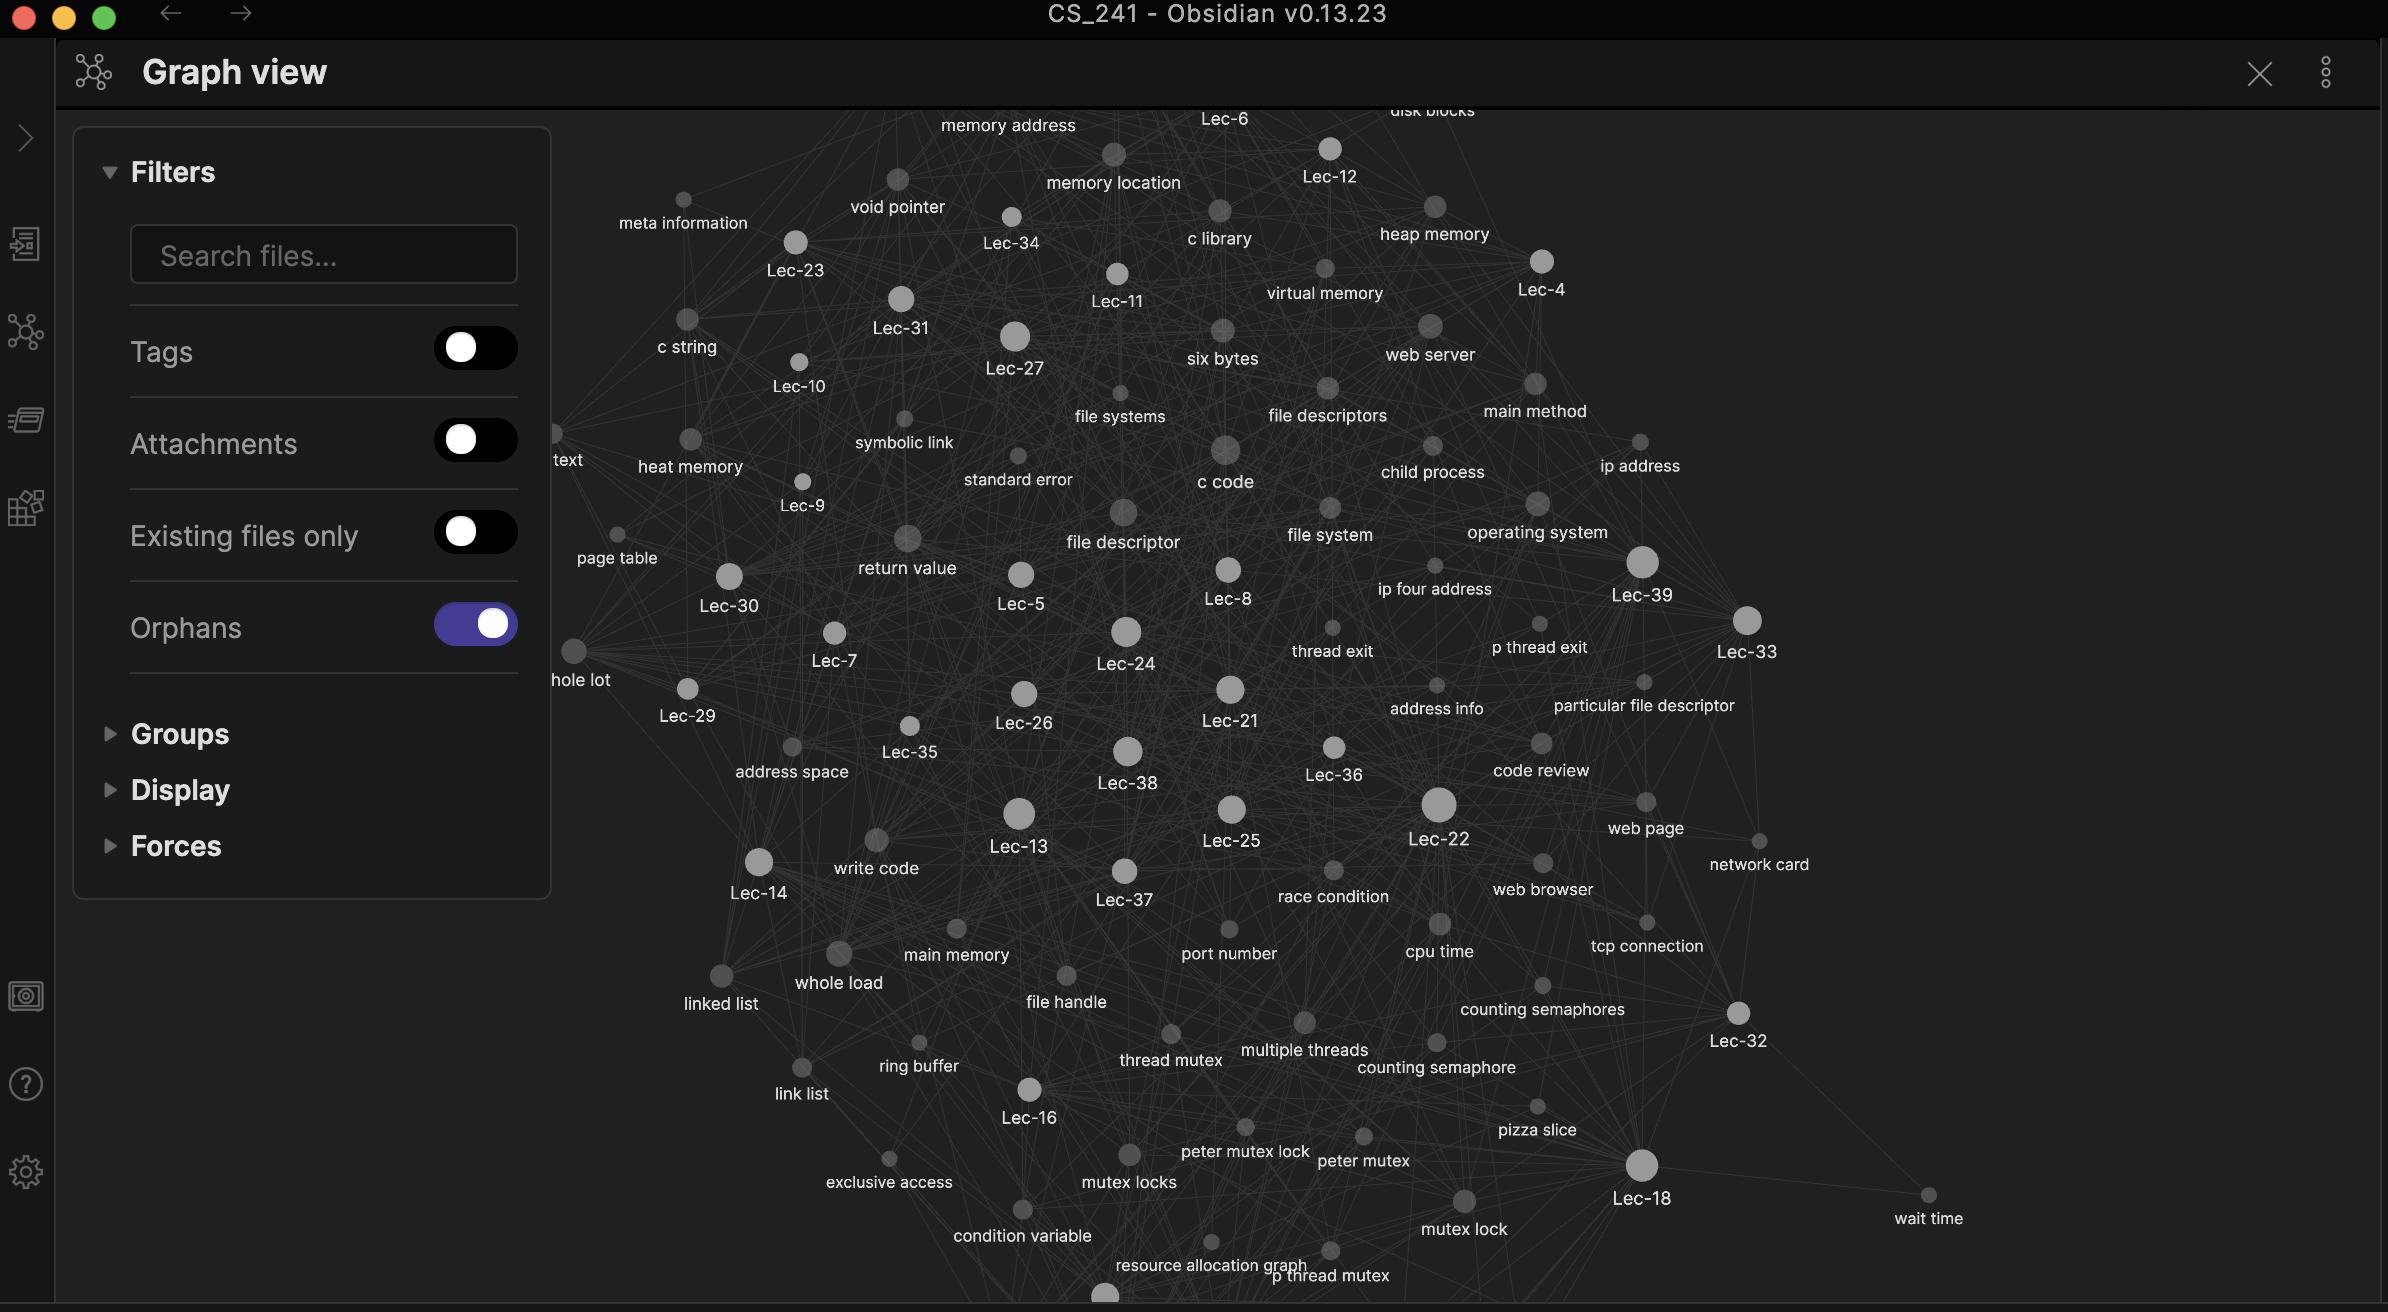 CS_241 - Obsidian v0.13.23
Graph view
Filters
Search files...
Tags
Attachments
Existing files only
Orphans
Groups
Display
Forces
disk blocks
Lec-6
memory address
Lec-12
memory location
void pointer
meta information
heap memory
c library
Lec-34
Lec-23
Lec-4
virtual memory
Lec-11
Lec-31
c string
web server
six bytes
Lec-27
Lec-10
main method
file descriptors
file systems
symbolic link
text
ip address
heat memory
child process
standard error
c code
Lec-9
operating system
file system
file descriptor
page table
return value
ip four address
Lec-39
Lec-8
Lec-5
Lec-30
p thread exit
thread exit
Lec-33
Lec-7
Lec-24
hole lot
particular file descriptor
address info
Lec-29
Lec-21
Lec-26
Lec-35
code review
address space
Lec-36
Lec-38
web page
Lec-22
Lec-25
Lec-13
network card
write code
web browser
Lec-14
race condition
Lec-37
tcp connection
cpu time
port number
main memory
whole load
file handle
linked list
counting semaphores
Lec-32
multiple threads
thread mutex
ring buffer
counting semaphore
link list
Lec-16
pizza slice
peter mutex lock
peter mutex
mutex locks
exclusive access
Lec-18
wait time
mutex lock
condition variable
resource allocation graph
p thread mutex